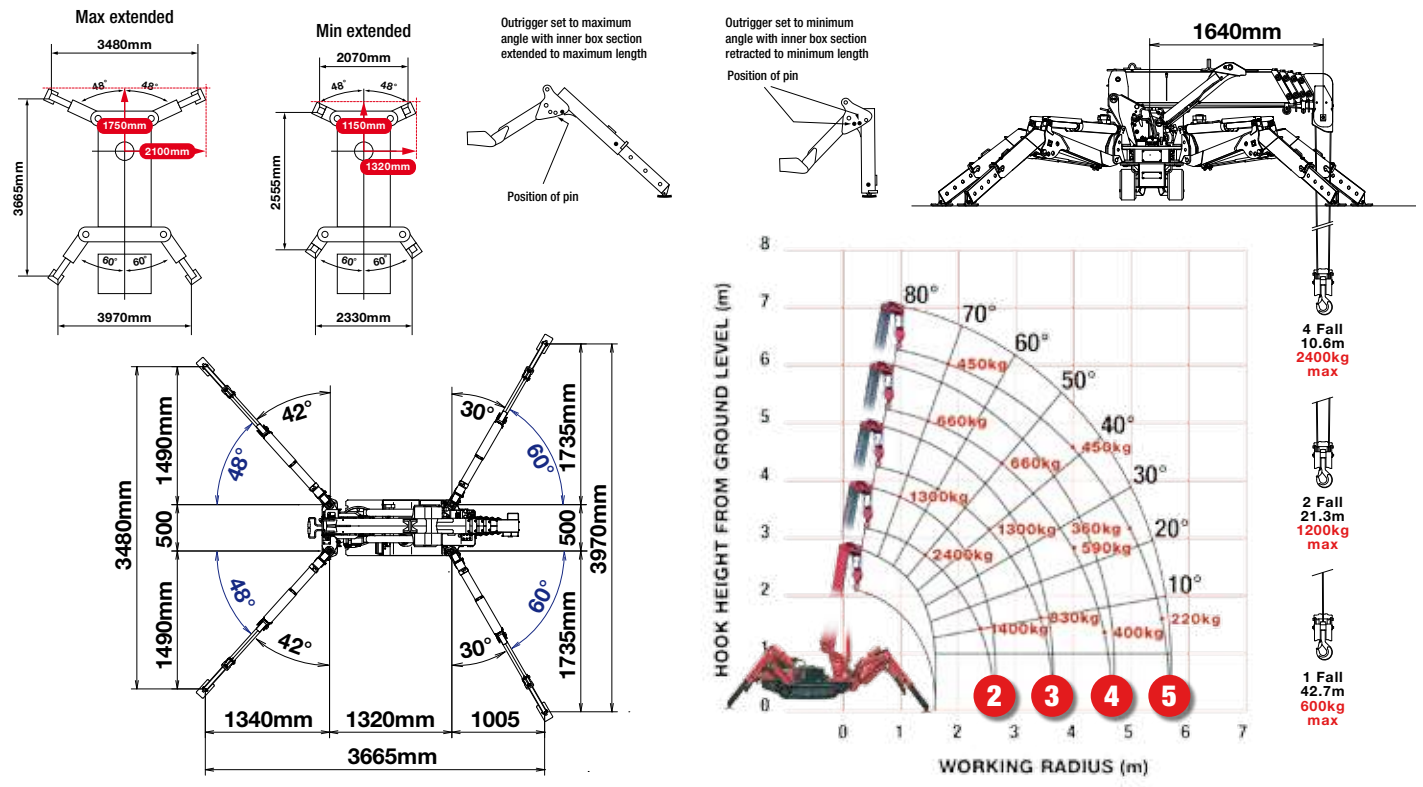 Max extended
3480mm
48°
48°
1750mm
2100mm
3665mm
60°
60°
3970mm
Min extended
2070mm
48°
48°
1150mm
1320mm
2555mm
60°
60°
2330mm
Outrigger set to maximum
angle with inner box section
extended to maximum length
Position of pin
Outrigger set to minimum
angle with inner box section
retracted to minimum length
Position of pin
1640mm
3480mm
1490mm
500
1490mm
42°
48°
48°
42°
30°
60°
60°
30°
1735mm
500
1735mm
3970mm
1340mm
1320mm
1005
3665mm
HOOK HEIGHT FROM GROUND LEVEL (m)
8
7
6
5
4
3
2
1
0
80°
70°
60°
50°
40°
30°
20°
10°
450kg
660kg
450kg
660kg
1300kg
1300kg
360kg
590kg
2400kg
1400kg
830kg
400kg
220kg
2
3
4
5
0
1
2
3
4
5
6
7
WORKING RADIUS (m)
4 Fall
10.6m
2400kg
max
2 Fall
21.3m
1200kg
max
1 Fall
42.7m
600kg
max